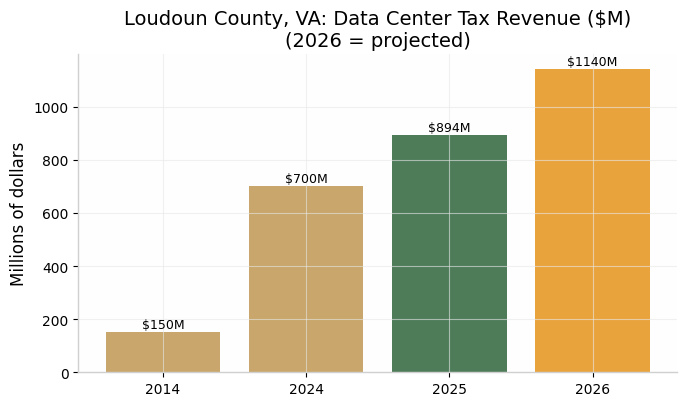 Loudoun County, VA: Data Center Tax Revenue ($M)
(2026 = projected)
Millions of dollars
1000
800
600
400
200
0
$150M
$700M
$894M
$1140M
2014
2024
2025
2026